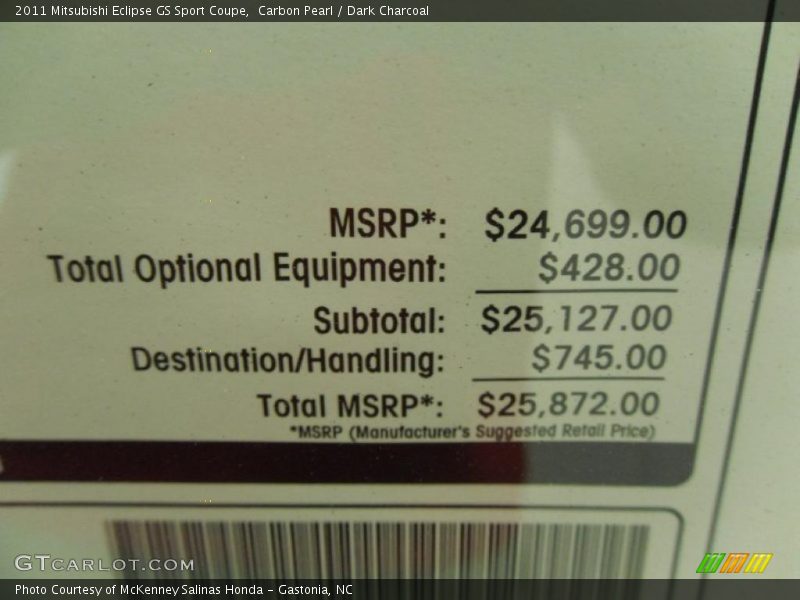 2011 Mitsubishi Eclipse GS Sport Coupe, Carbon Pearl / Dark Charcoal
MSRP*: $24,699.00
Total Optional Equipment: $428.00
Subtotal: $25,127.00
Destination/Handling: $745.00
Total MSRP*: $25,872.00
*MSRP (Manufacturer's Suggested Retail Price)
GTCARLOT.COM
Photo Courtesy of McKenney Salinas Honda - Gastonia, NC